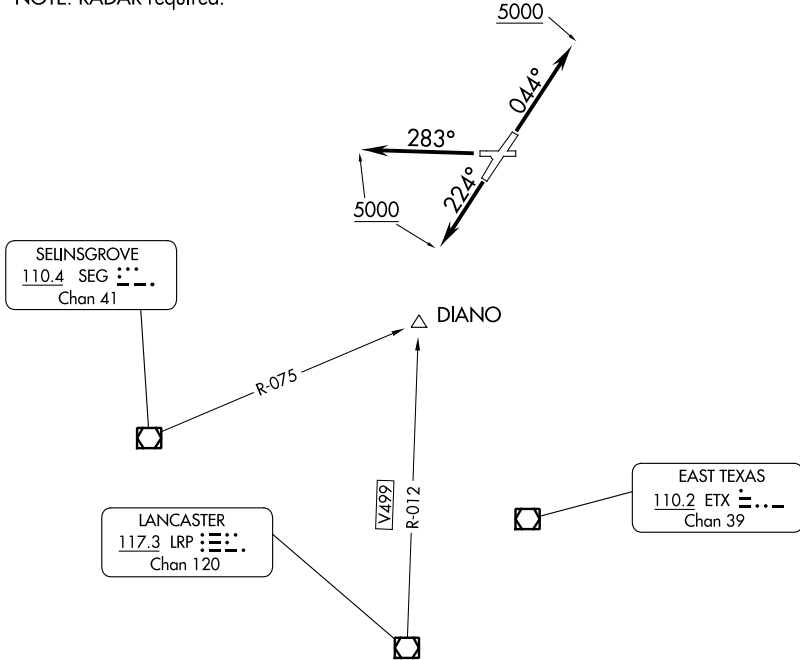 NOTE: RADAR required.
5000
044°
283°
224°
5000
SELINSGROVE
110.4 SEG
Chan 41
DIANO
R-075
V499
R-012
LANCASTER
117.3 LRP
Chan 120
EAST TEXAS
110.2 ETX
Chan 39